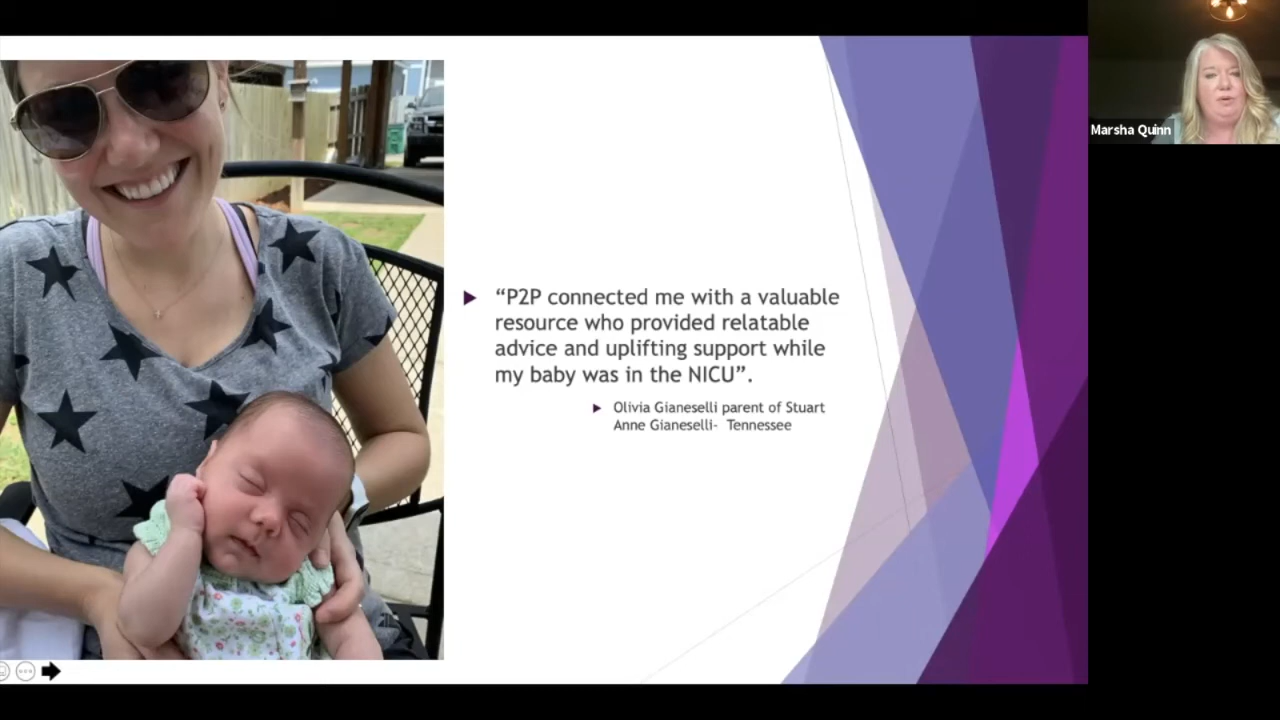 Marsha Quinn
“P2P connected me with a valuable
resource who provided relatable
advice and uplifting support while
my baby was in the NICU”.
Olivia Gianeselli parent of Stuart
Anne Gianeselli- Tennessee